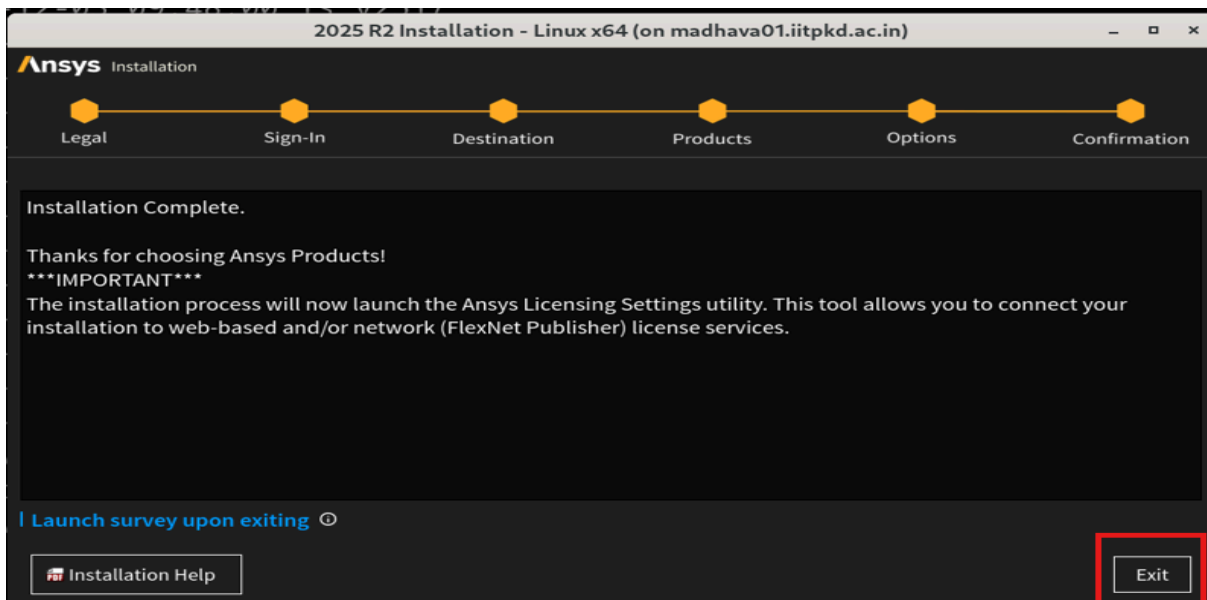 2025 R2 Installation - Linux x64 (on madhava01.iitpkd.ac.in)
Ansys Installation
Legal Sign-In Destination Products Options Confirmation
Installation Complete.
Thanks for choosing Ansys Products!
***IMPORTANT***
The installation process will now launch the Ansys Licensing Settings utility. This tool allows you to connect your
installation to web-based and/or network (FlexNet Publisher) license services.
Launch survey upon exiting
Installation Help
Exit